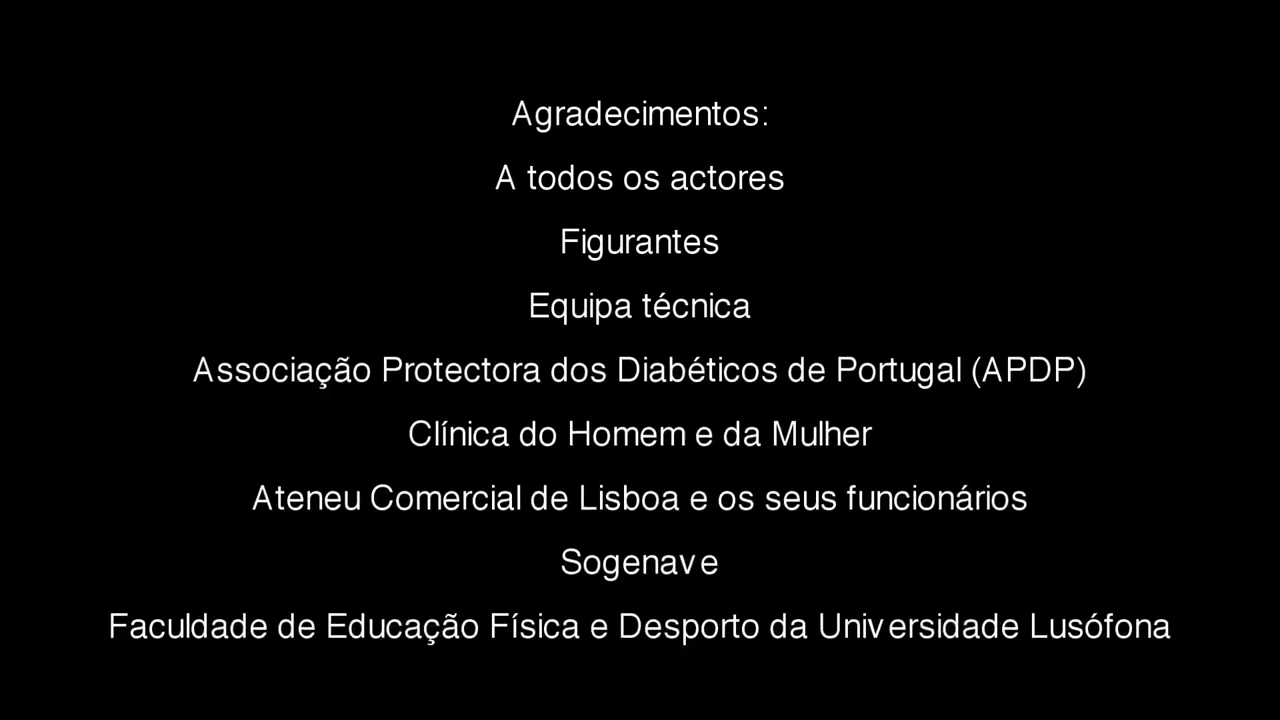 Agradecimentos:
A todos os actores
Figurantes
Equipa técnica
Associação Protectora dos Diabéticos de Portugal (APDP)
Clínica do Homem e da Mulher
Ateneu Comercial de Lisboa e os seus funcionários
Sogenave
Faculdade de Educação Física e Desporto da Universidade Lusófona